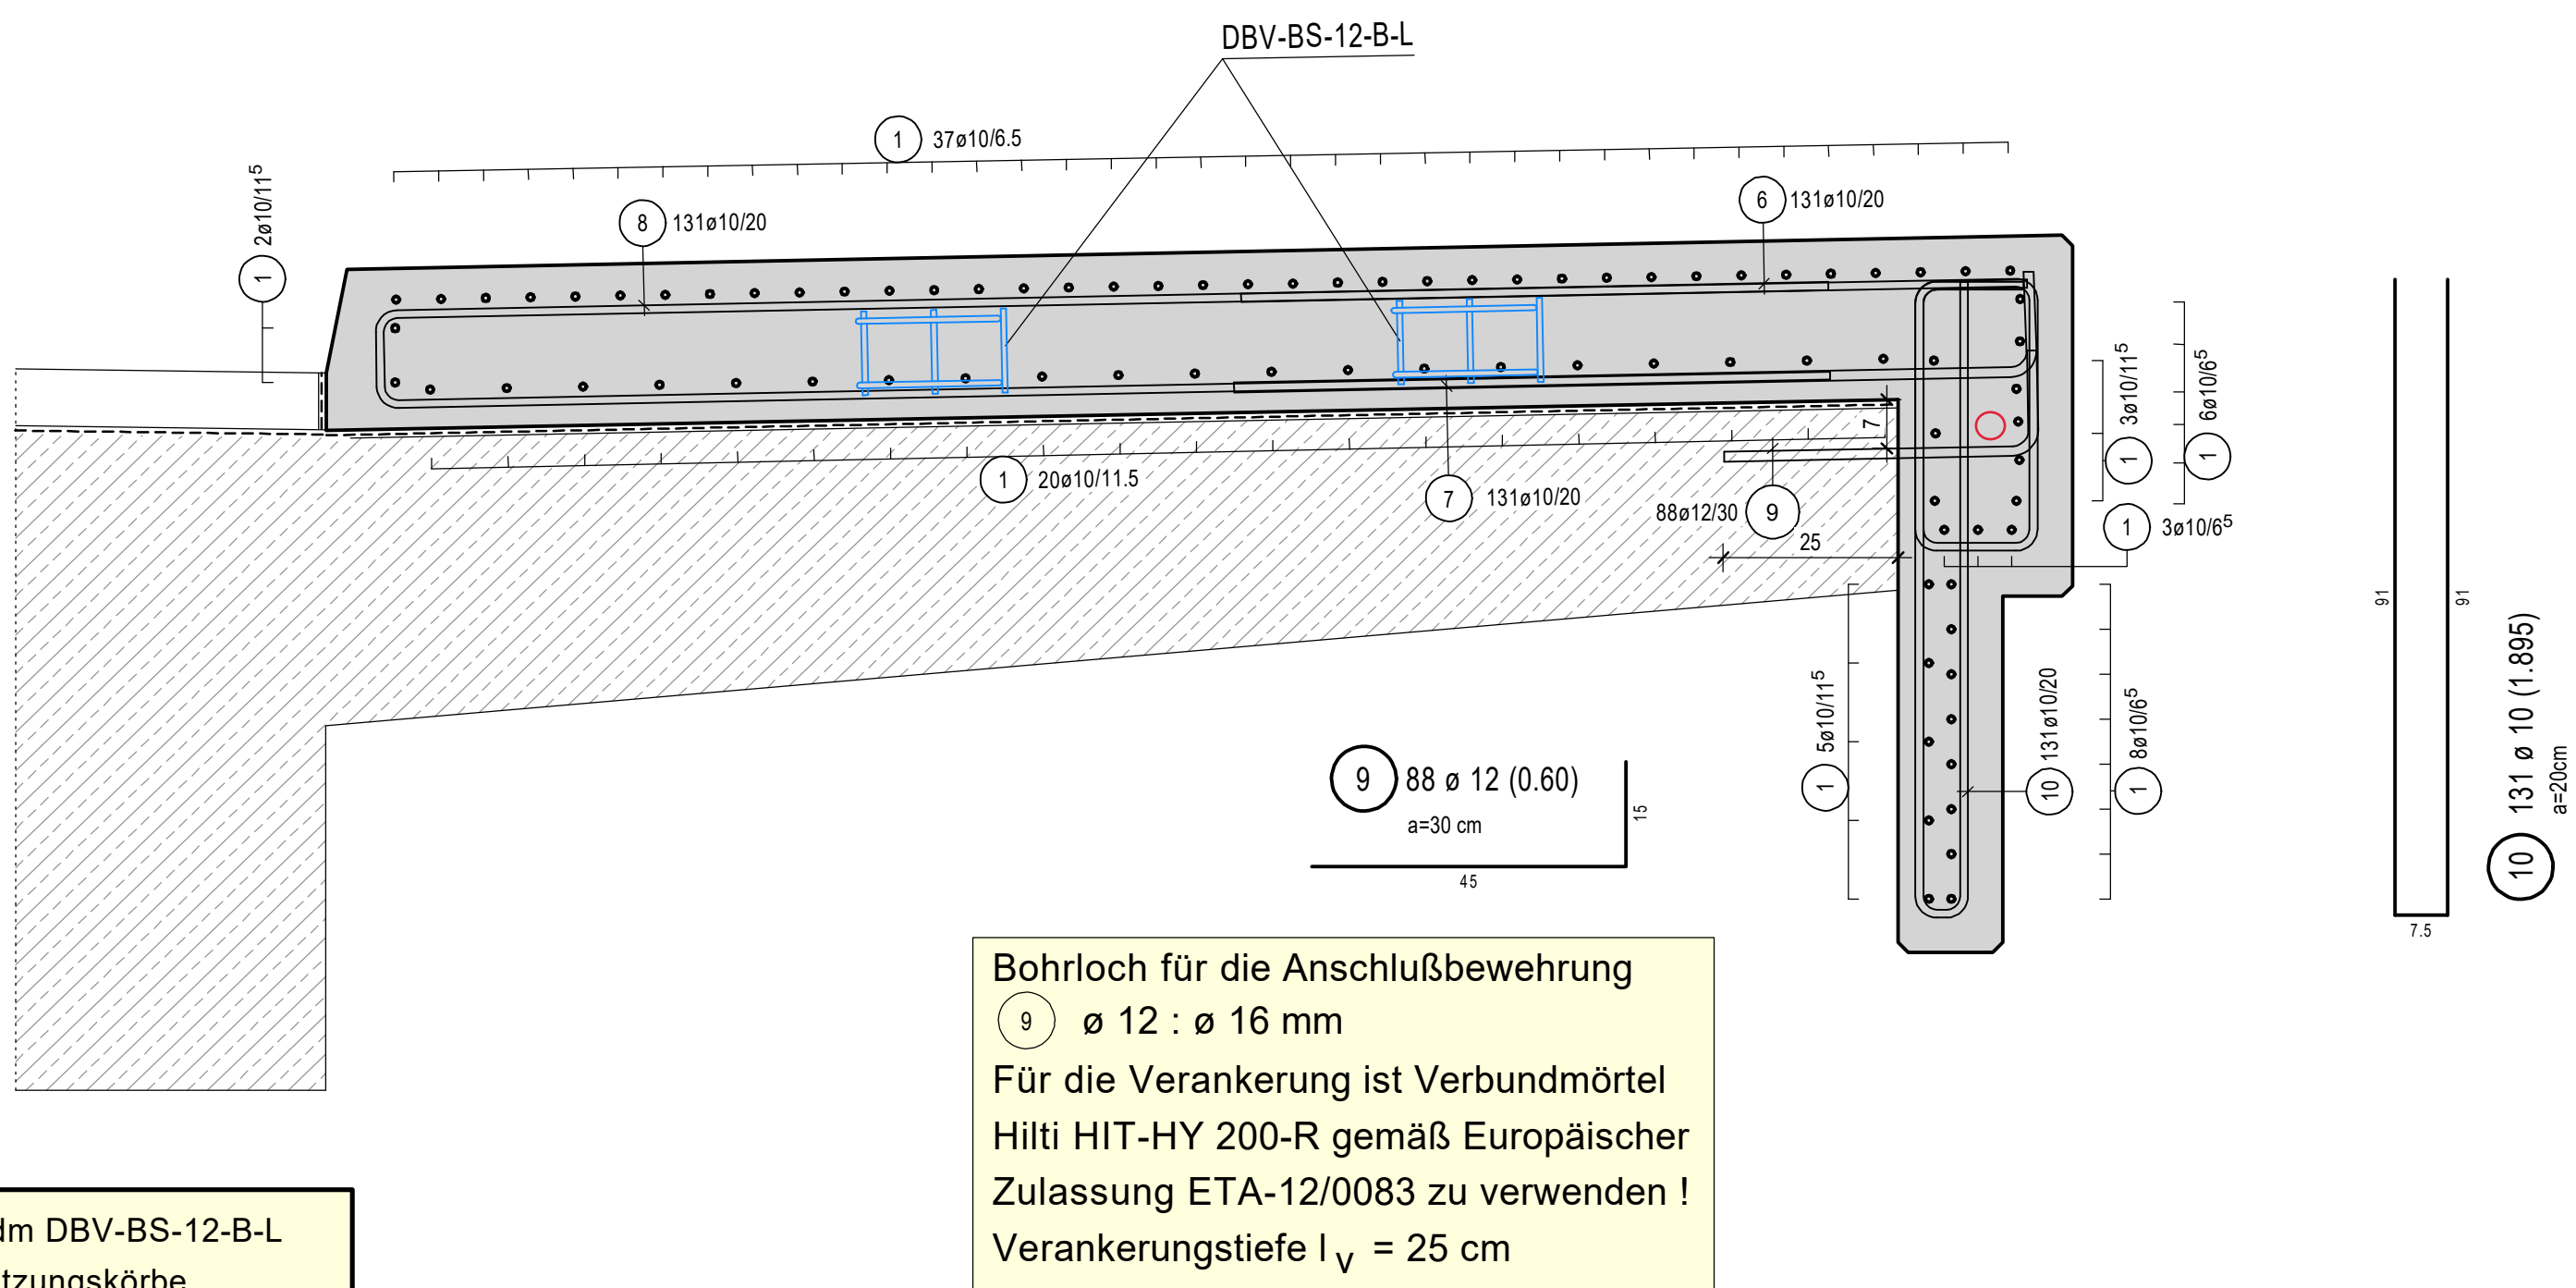 DBV-BS-12-B-L
1 37ø10/6.5
1 2ø10/11⁵
8 131ø10/20
6 131ø10/20
7
1 3ø10/11⁵
1 6ø10/6⁵
1 20ø10/11.5
7 131ø10/20
88ø12/30 9
25
1 3ø10/6⁵
1 5ø10/11⁵
10 131ø10/20
1 8ø10/6⁵
91
91
7.5
10 131 ø 10 (1.895)
a=20cm
9 88 ø 12 (0.60)
a=30 cm
15
45
Bohrloch für die Anschlußbewehrung
9 ø 12 : ø 16 mm
Für die Verankerung ist Verbundmörtel
Hilti HIT-HY 200-R gemäß Europäischer
Zulassung ETA-12/0083 zu verwenden !
Verankerungstiefe l v = 25 cm
dm DBV-BS-12-B-L
tzungskörbe